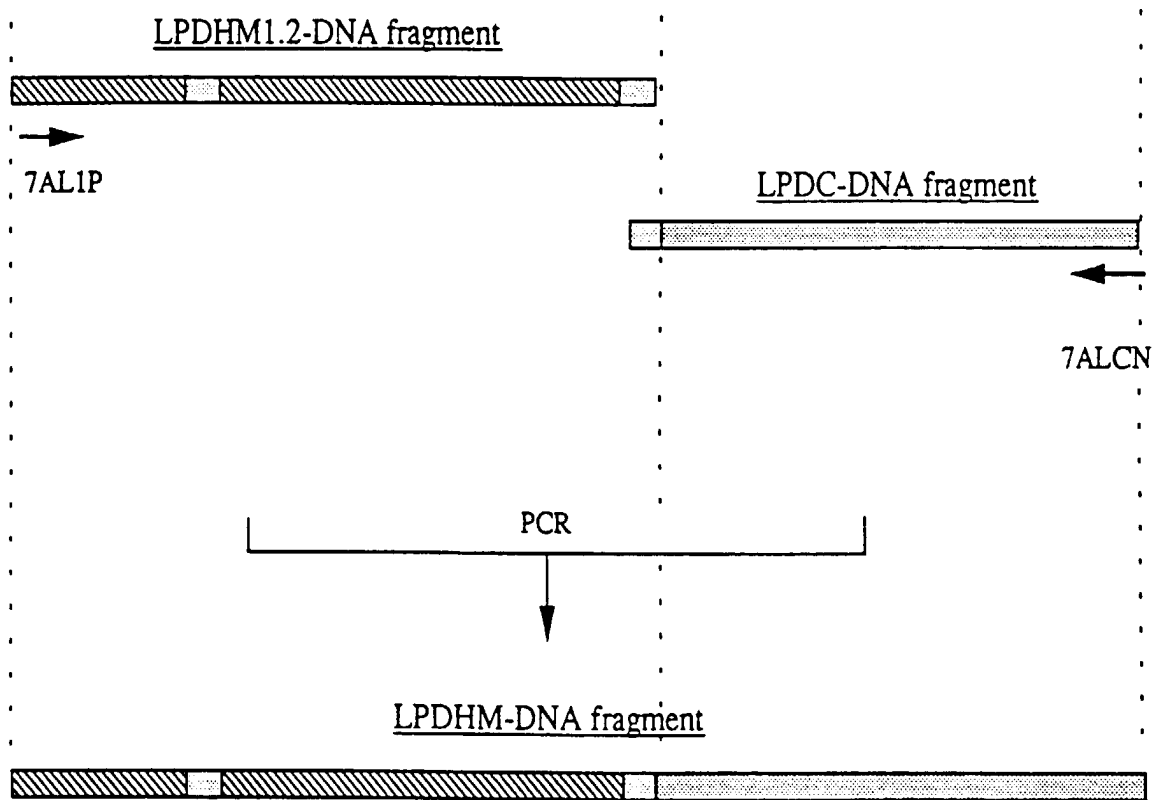 LPDHM1.2-DNA fragment
7AL1P
LPDC-DNA fragment
7ALCN
PCR
LPDHM-DNA fragment